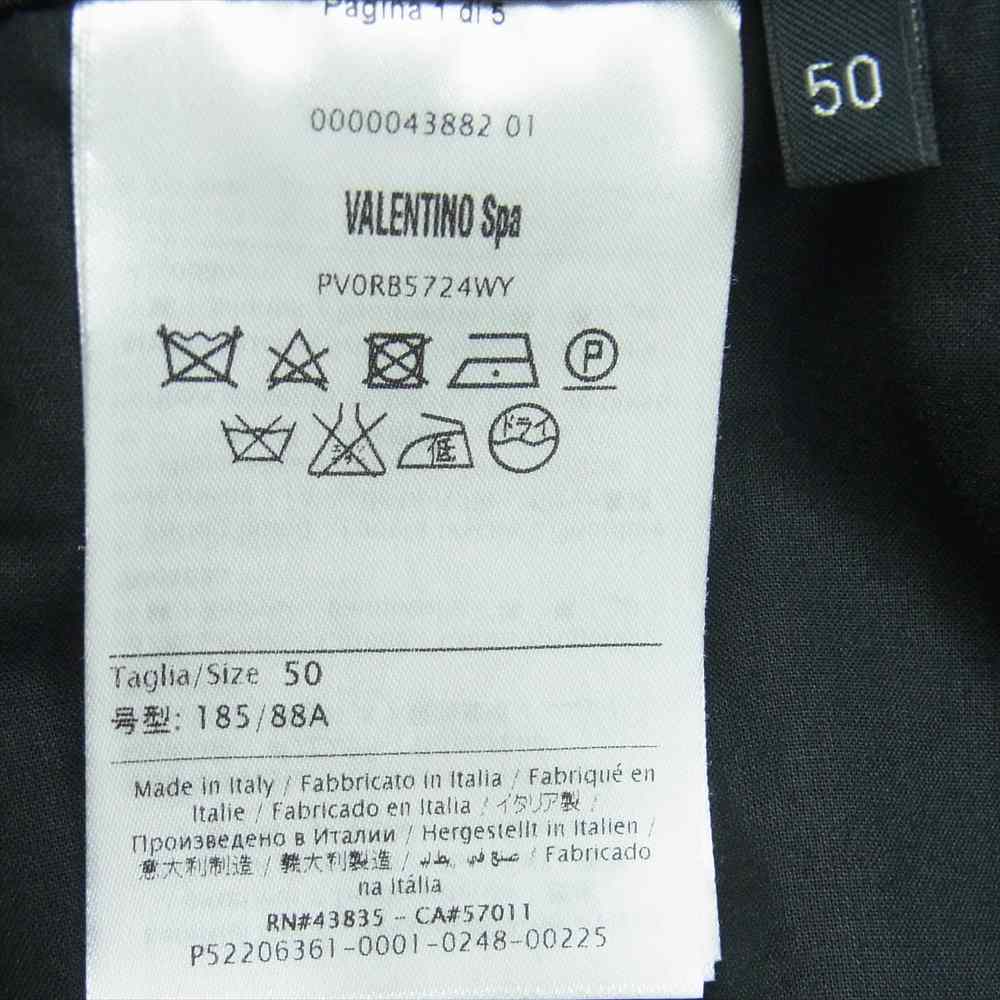 Pagina 1 di 5
50
0000043882 01
VALENTINO Spa
PV0RB5724WY
P
ドライ
低
Taglia/Size 50
号型: 185/88A
Made in Italy / Fabbricato in Italia / Fabriqué en
Italie / Fabricado en Italia / イタリア製 /
Произведено в Италии / Hergestellt in Italien /
意大利制造 / 義大利製造 / صنع في إيطاليا / Fabricado
na Itália
RN#43835 - CA#57011
P52206361-0001-0248-00225